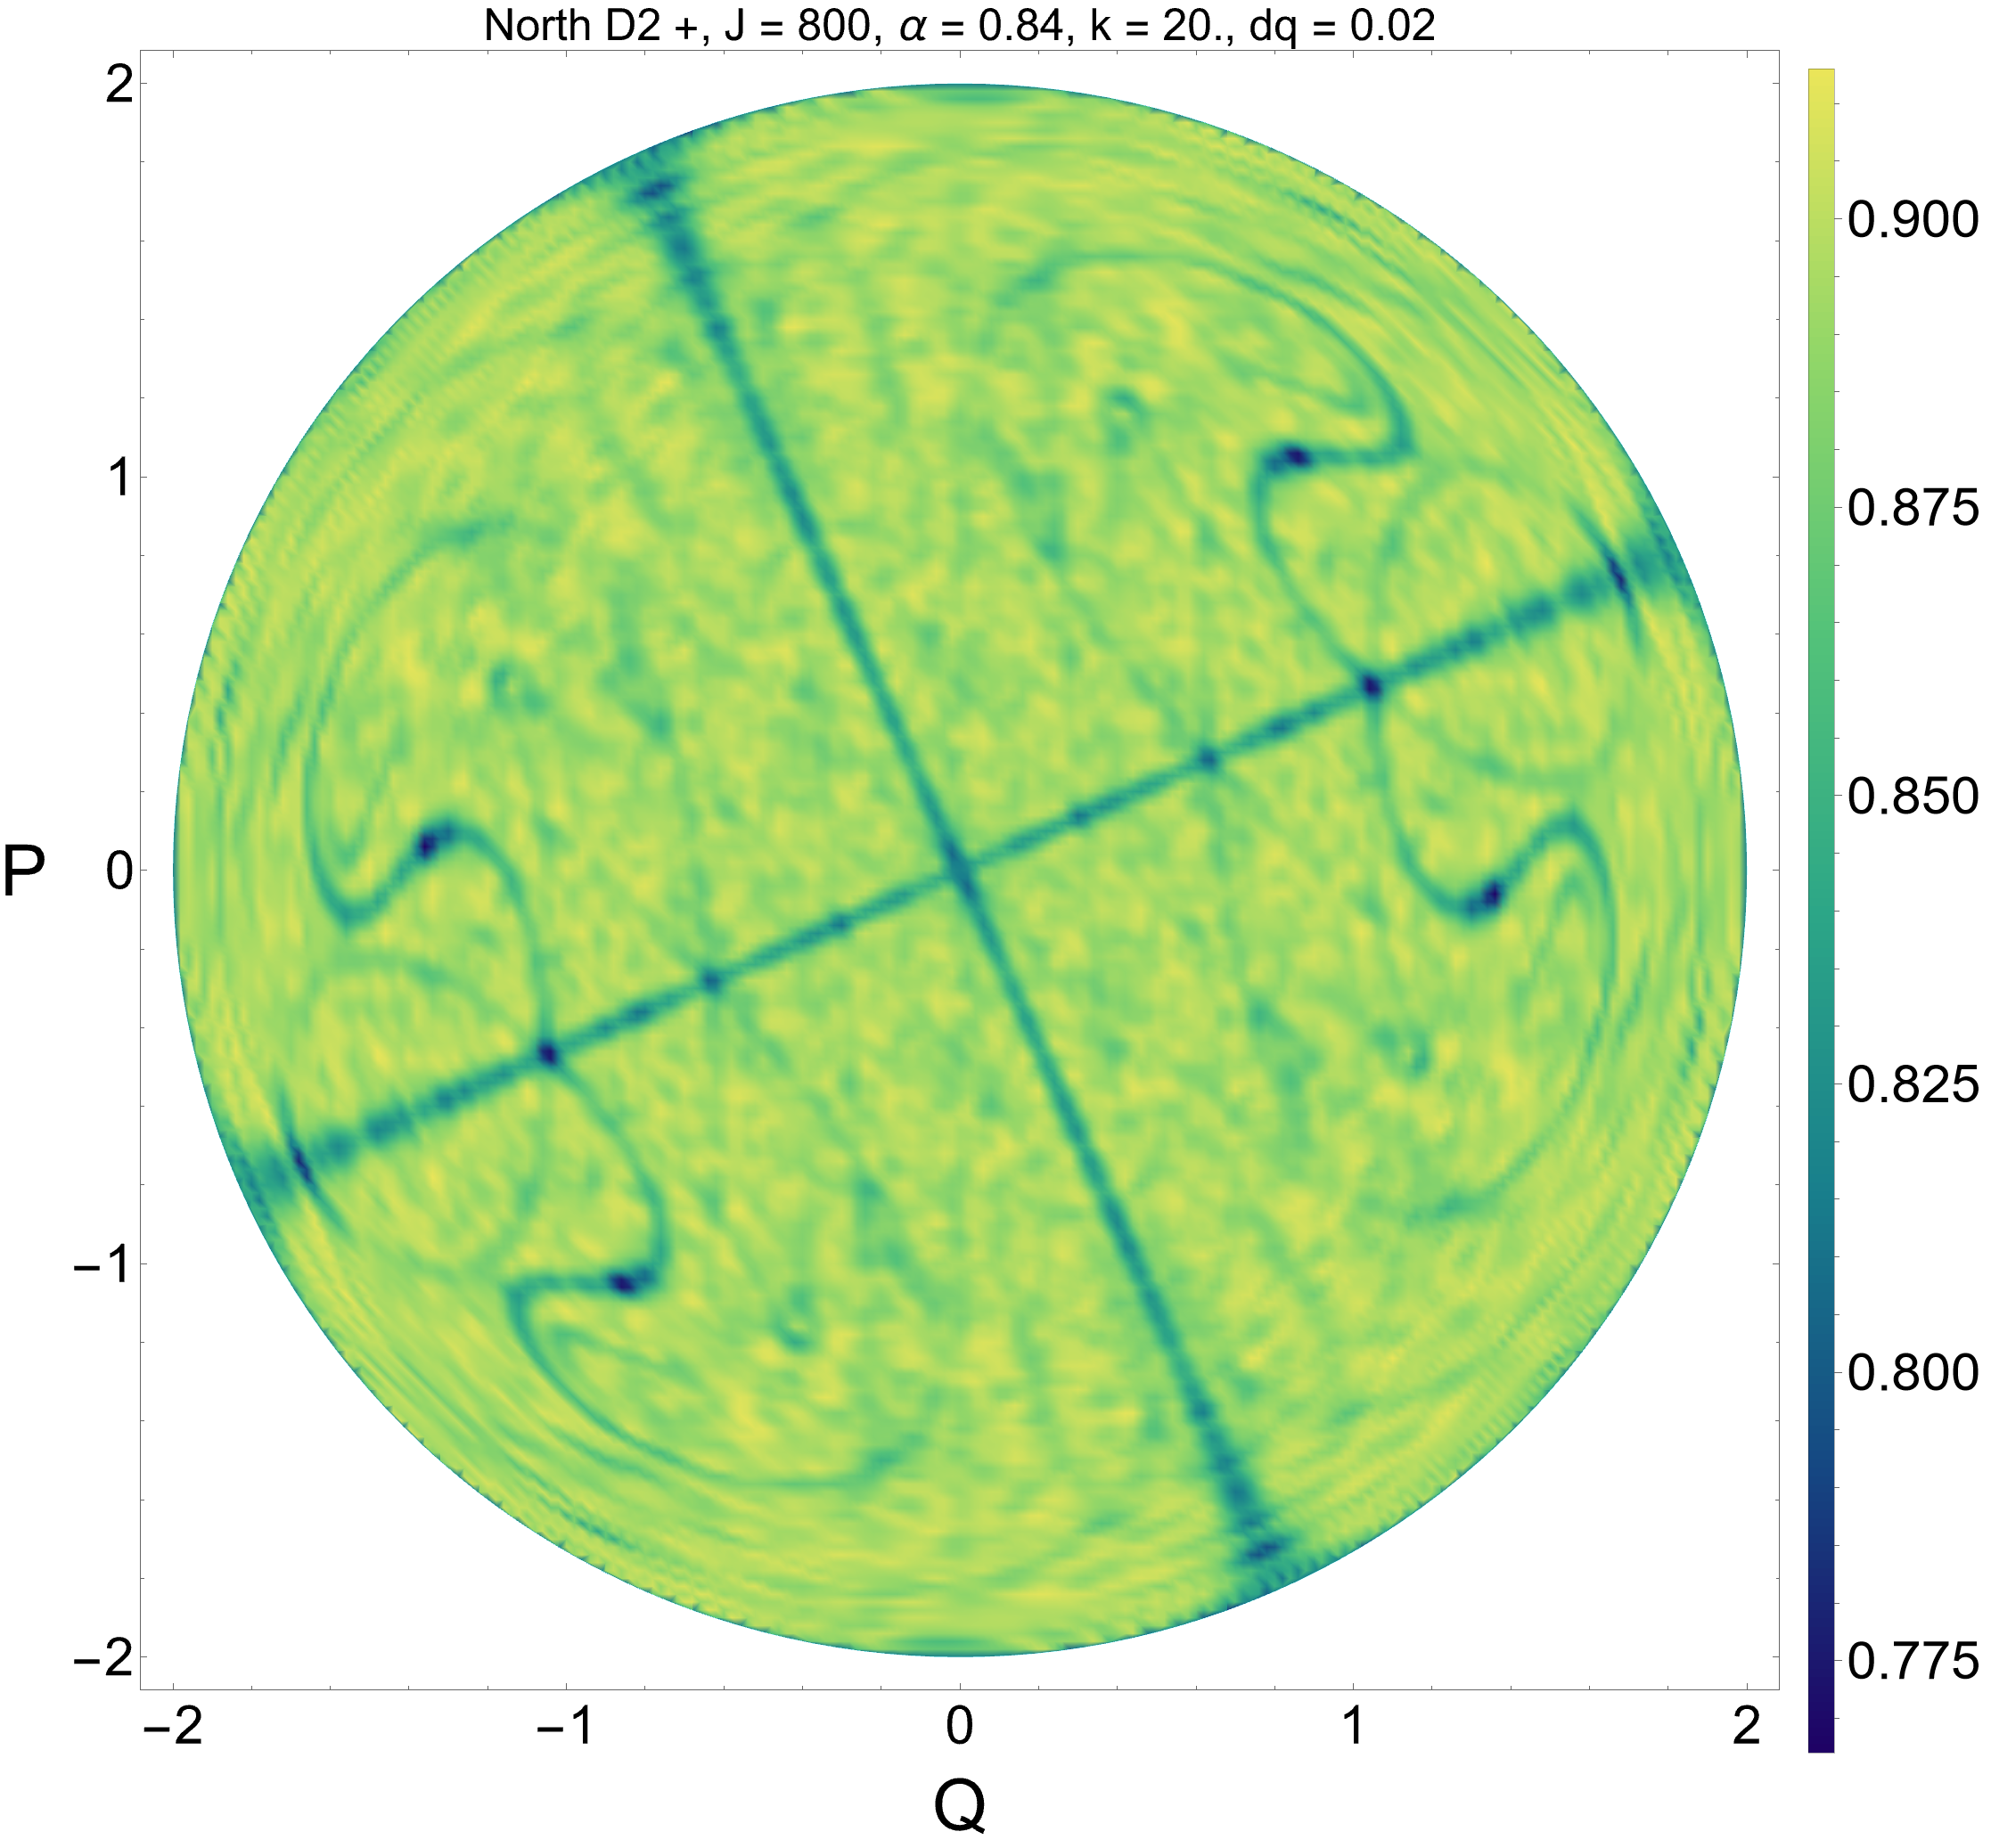 North D2 +, J = 800, α = 0.84, k = 20., dq = 0.02
2
1
P 0
−1
−2
−2 −1 0 1 2
Q
0.900
0.875
0.850
0.825
0.800
0.775